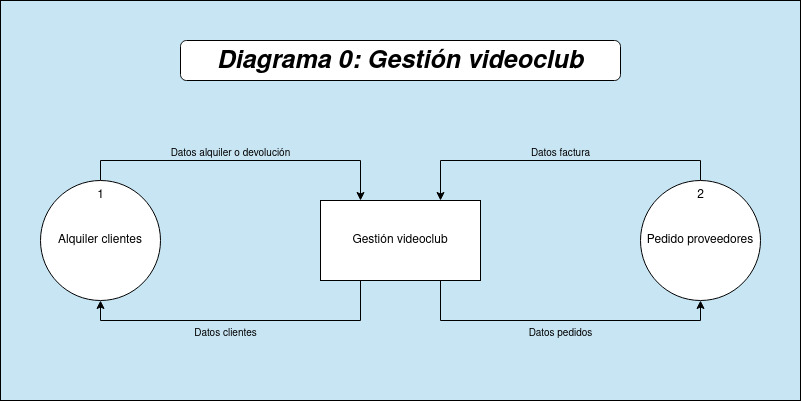 Diagrama 0: Gestión videoclub
Datos alquiler o devolución
Datos factura
1
2
Alquiler clientes
Gestión videoclub
Pedido proveedores
Datos clientes
Datos pedidos